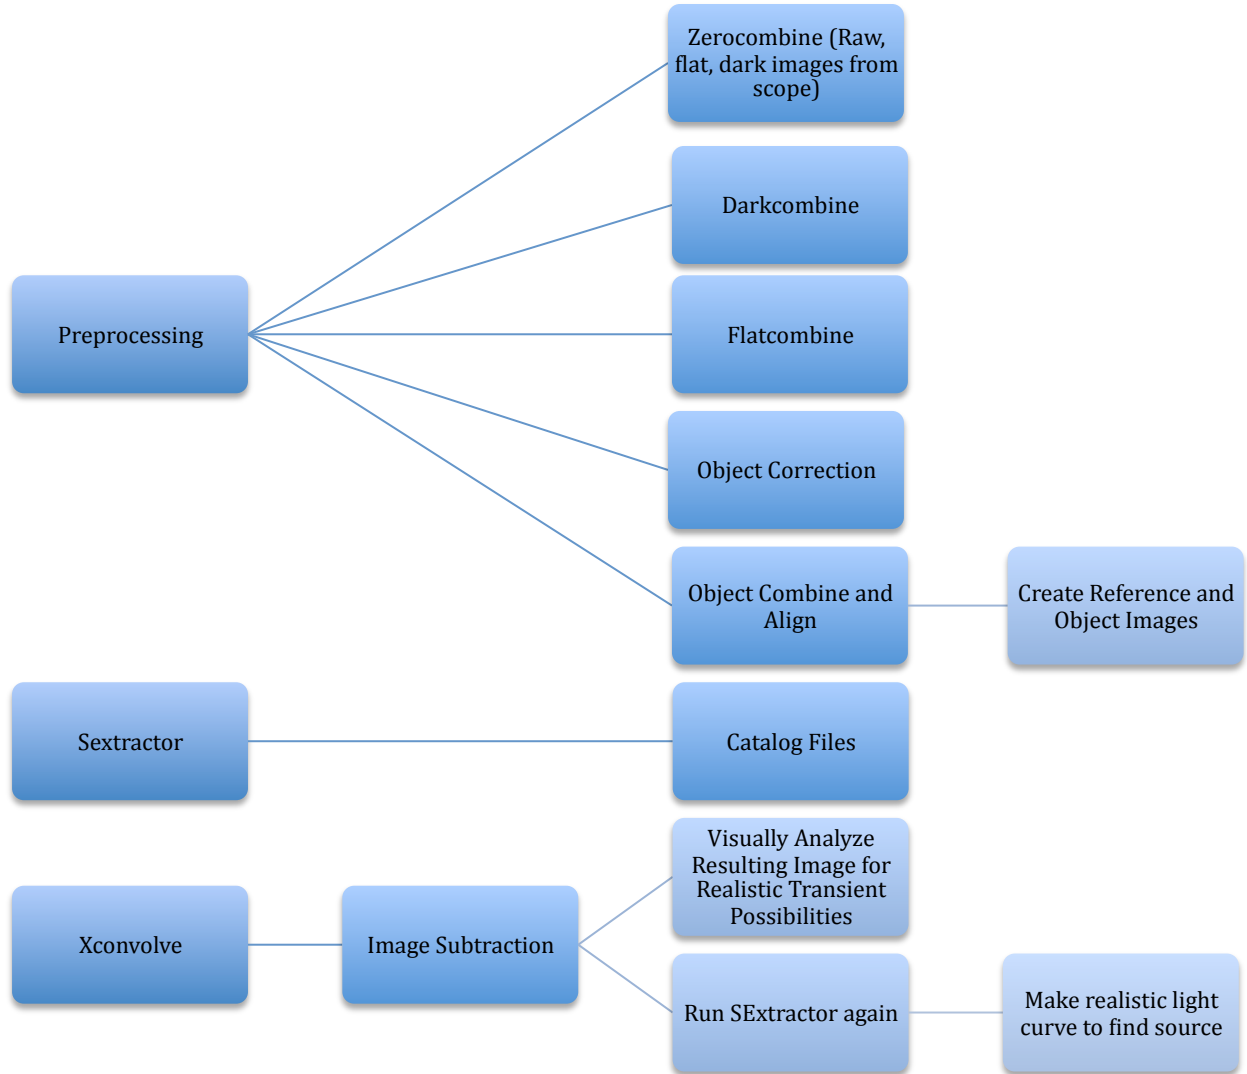 Zerocombine (Raw,
flat, dark images from
scope)
Darkcombine
Preprocessing
Flatcombine
Object Correction
Object Combine and
Align
Create Reference and
Object Images
Sextractor
Catalog Files
Visually Analyze
Resulting Image for
Realistic Transient
Possibilities
Xconvolve
Image Subtraction
Run SExtractor again
Make realistic light
curve to find source